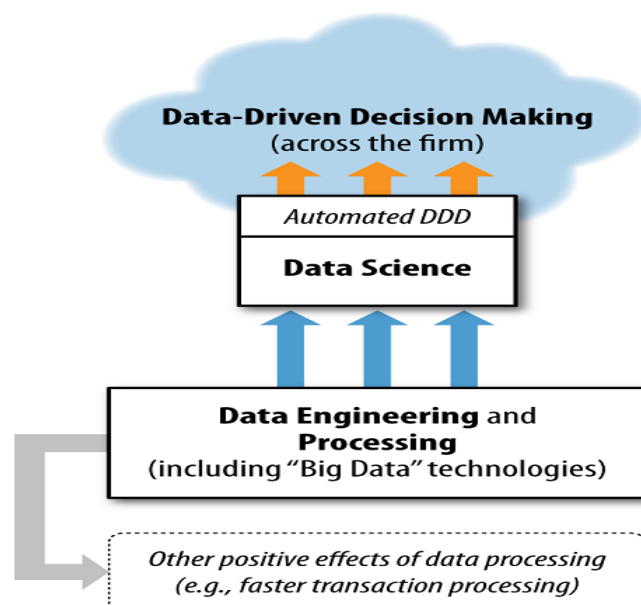 Data-Driven Decision Making
(across the firm)
Automated DDD
Data Science
Data Engineering and
Processing
(including “Big Data” technologies)
Other positive effects of data processing
(e.g., faster transaction processing)